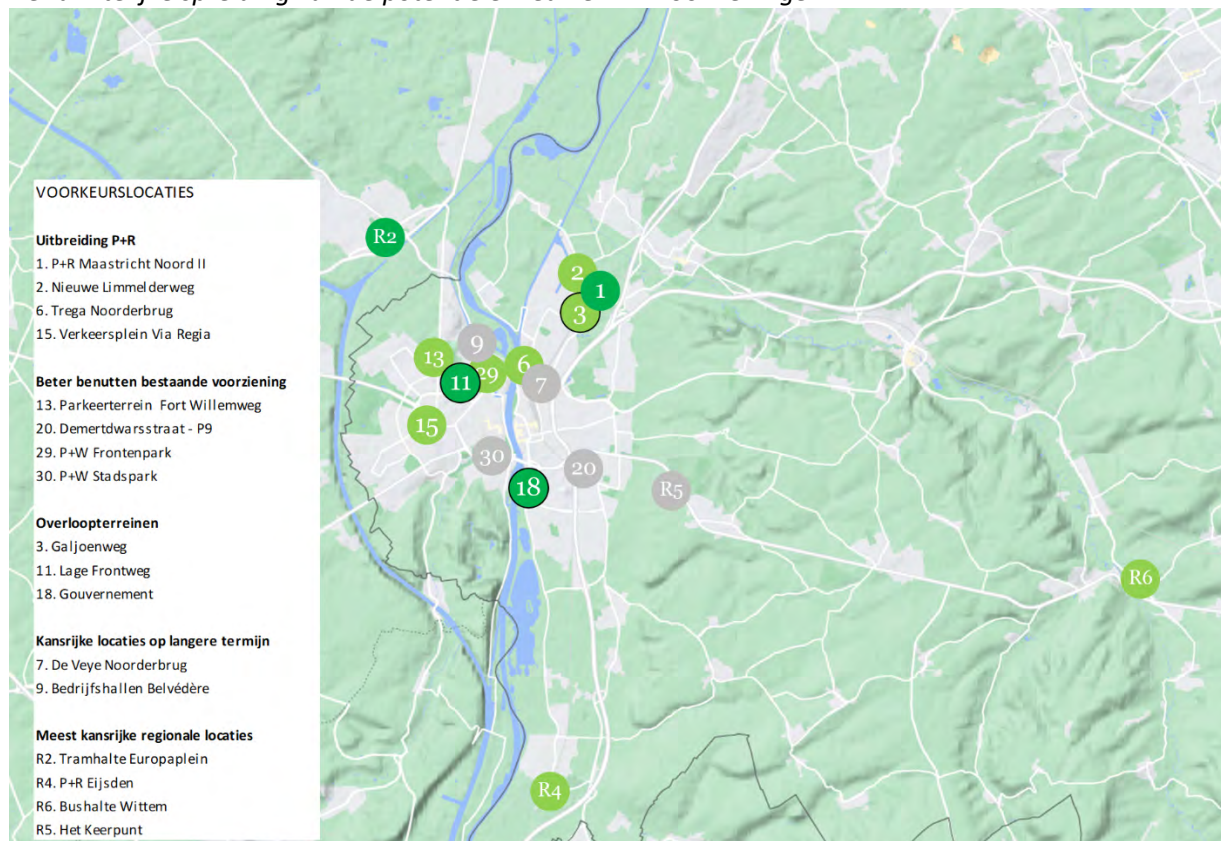 VOORKEURSLOCATIES
Uitbreiding P+R
1. P+R Maastricht Noord II
2. Nieuwe Limmelderweg
6. Trega Noorderbrug
15. Verkeersplein Via Regia
Beter benutten bestaande voorziening
13. Parkeerterrein Fort Willemweg
20. Demertdwarsstraat - P9
29. P+W Frontenpark
30. P+W Stadspark
Overloopterreinen
3. Galjoenweg
11. Lage Frontweg
18. Gouvernement
Kansrijke locaties op langere termijn
7. De Veye Noorderbrug
9. Bedrijfshallen Belvédère
Meest kansrijke regionale locaties
R2. Tramhalte Europaplein
R4. P+R Eijsden
R6. Bushalte Wittem
R5. Het Keerpunt
R2
2
1
3
9
13
6
29
11
7
15
30
20
18
R5
R6
R4